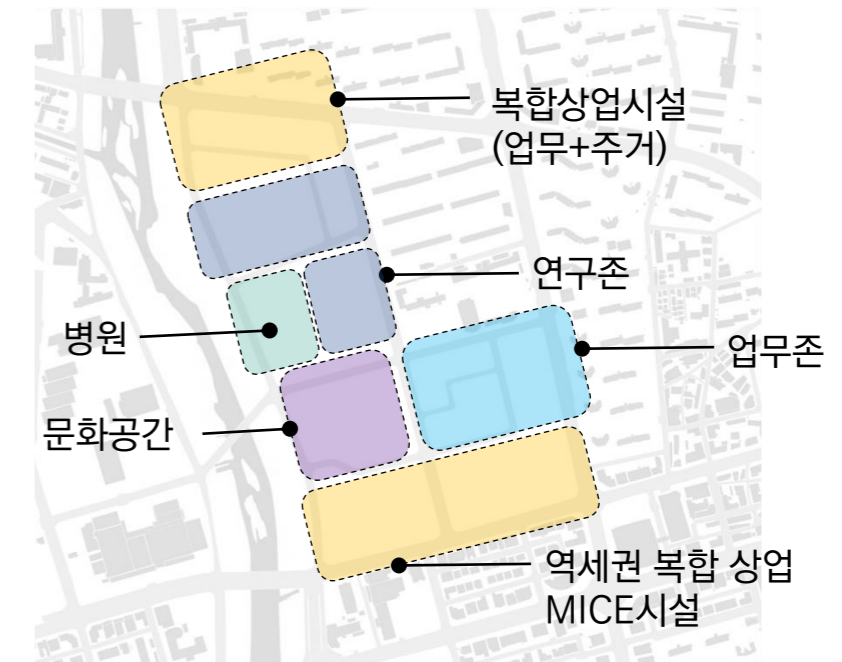 복합상업시설
(업무+주거)
연구존
병원
업무존
문화공간
역세권 복합 상업
MICE시설